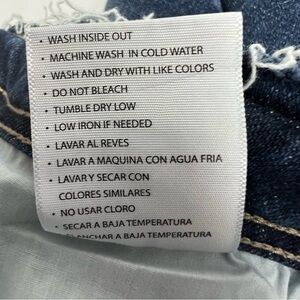 • WASH INSIDE OUT
• MACHINE WASH IN COLD WATER
• WASH AND DRY WITH LIKE COLORS
• DO NOT BLEACH
• TUMBLE DRY LOW
• LOW IRON IF NEEDED
• LAVAR AL REVES
• LAVAR A MAQUINA CON AGUA FRIA
• LAVAR Y SECAR CON
COLORES SIMILARES
• NO USAR CLORO
• SECAR A BAJA TEMPERATURA
PLANCHAR A BAJA TEMPERATURA